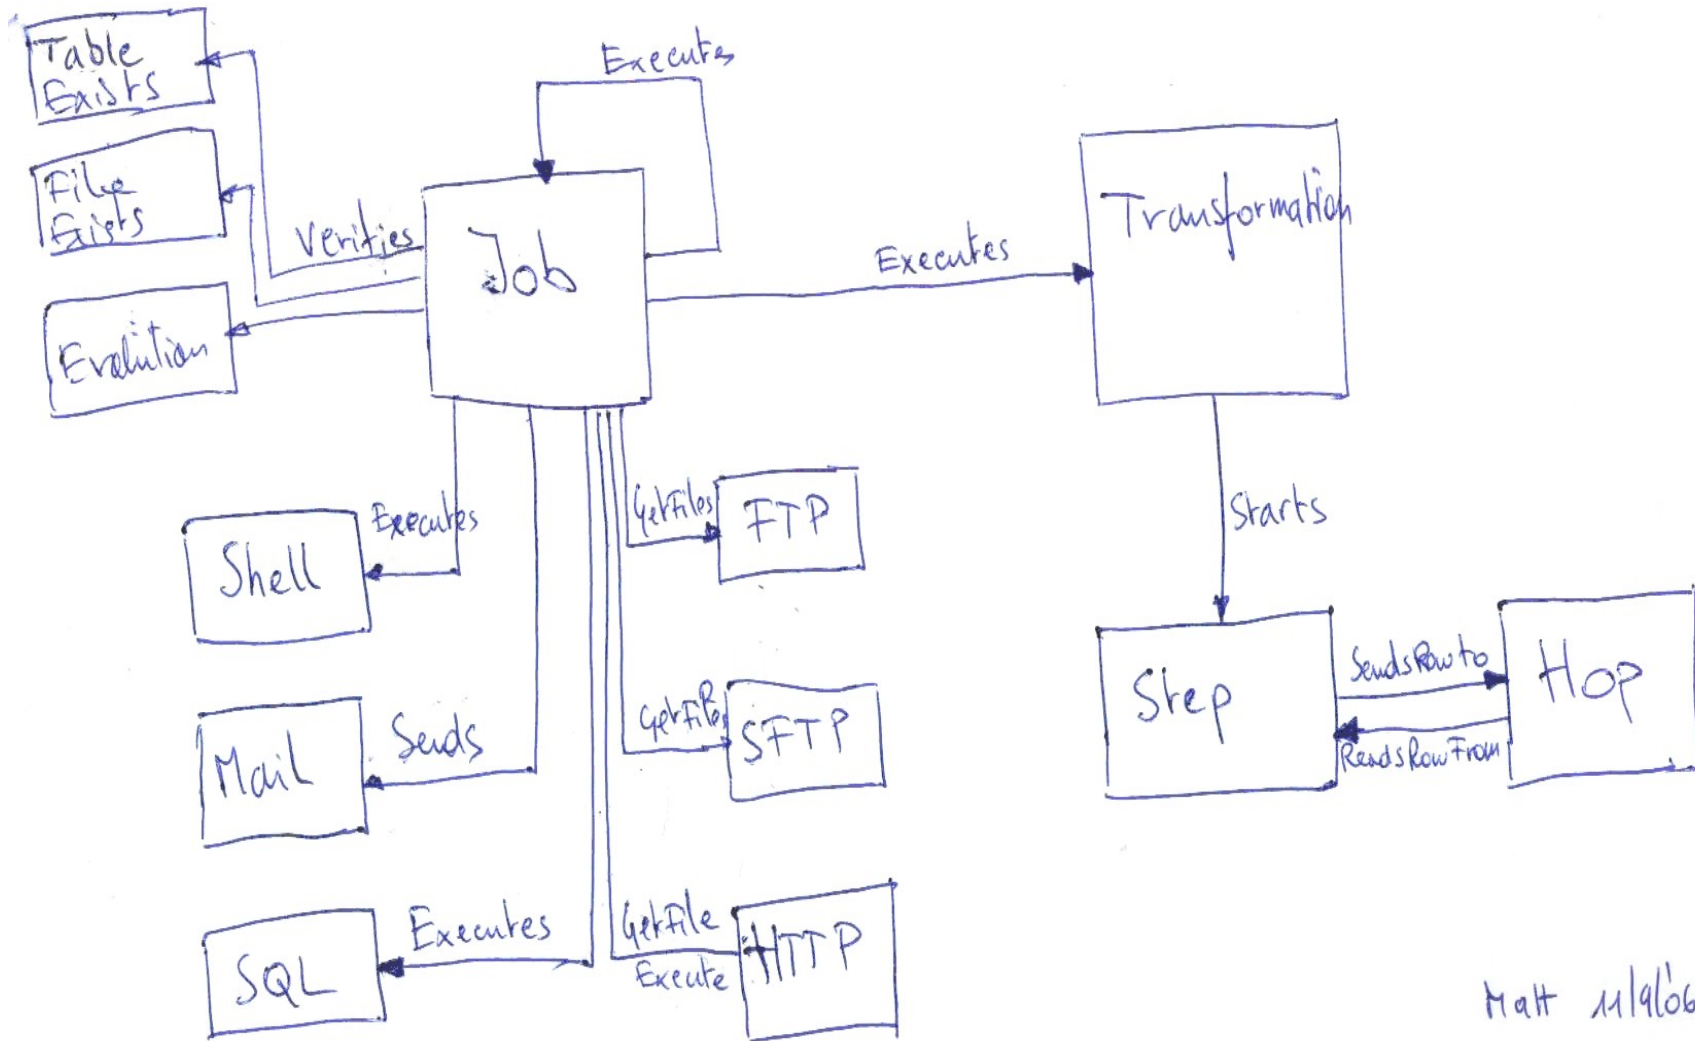 Table
Exists
Executes
File
Exists
Verifies
Job
Executes
Transformation
Evalution
GetFiles
FTP
Executes
Shell
Starts
GetFiles
SFTP
Step
SendsRowto
Hop
ReadsRowFrom
Sends
Mail
Executes
SQL
GetFile
Execute
HTTP
Matt 11/9/'06